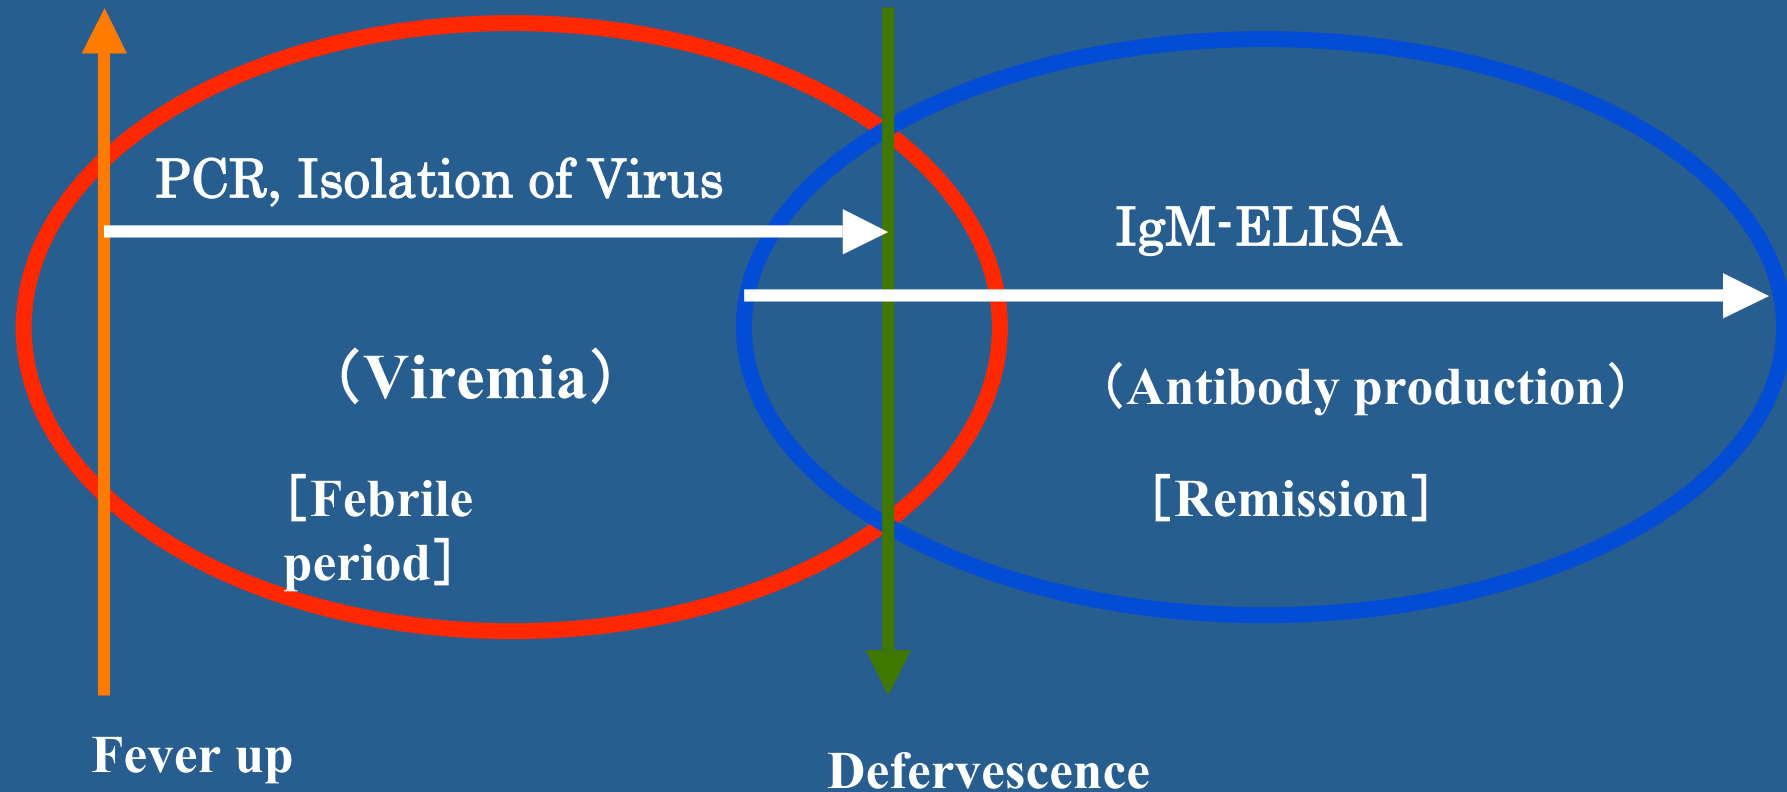 PCR, Isolation of Virus
IgM-ELISA
（Viremia）
（Antibody production）
［Febrile
period］
［Remission］
Fever up
Defervescence